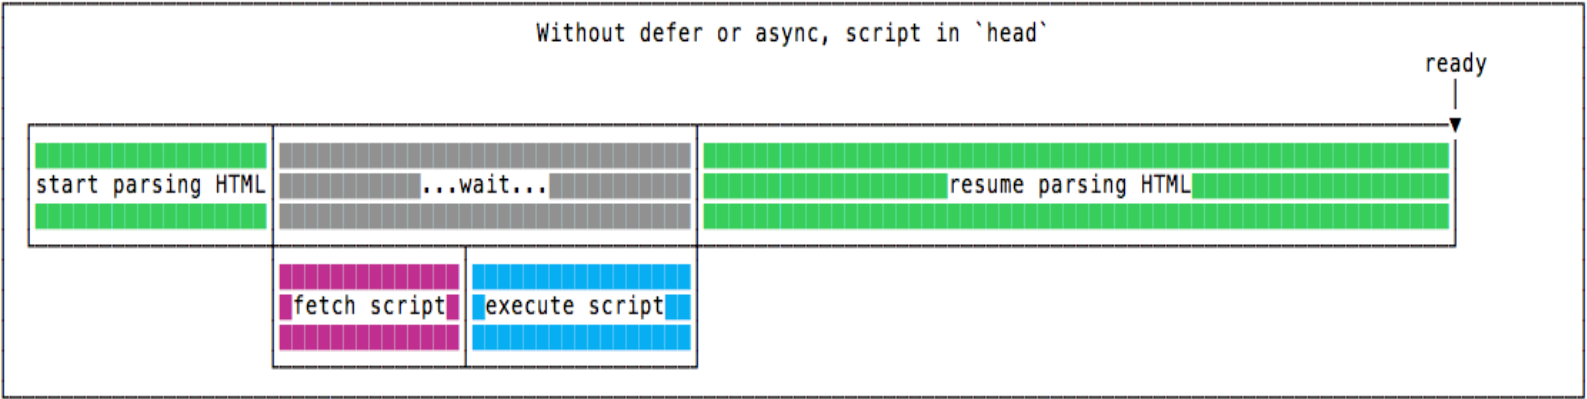 Without defer or async, script in `head`
ready
start parsing HTML ...wait... resume parsing HTML
fetch script execute script